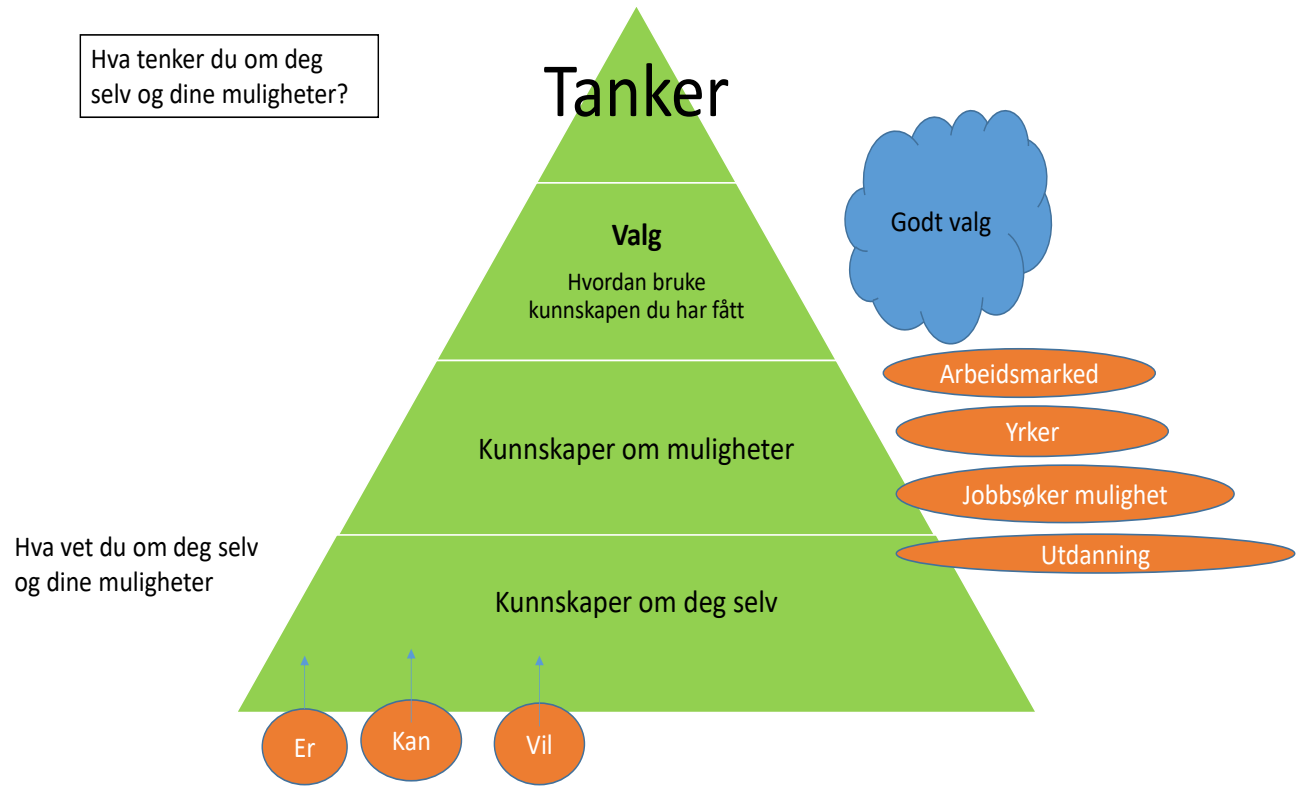 Hva tenker du om deg
selv og dine muligheter?
Tanker
Valg
Hvordan bruke
kunnskapen du har fått
Godt valg
Arbeidsmarked
Yrker
Kunnskaper om muligheter
Jobbsøker mulighet
Utdanning
Hva vet du om deg selv
og dine muligheter
Kunnskaper om deg selv
Er
Kan
Vil